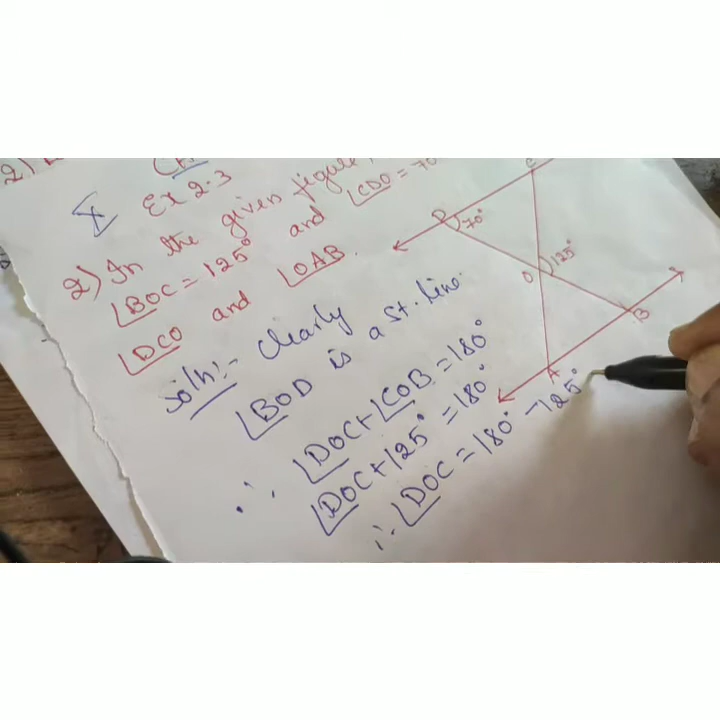 X Ex 2.3
2) In the given figure,
∠BOC = 125° and ∠CDO = 70
∠DCO and ∠OAB.
Soln:- Clearly
∠BOD is a st. line.
∴ ∠DOC + ∠COB = 180°
∠DOC + 125° = 180°
∴ ∠DOC = 180° - 125°
C
D
70°
O
125°
B
A